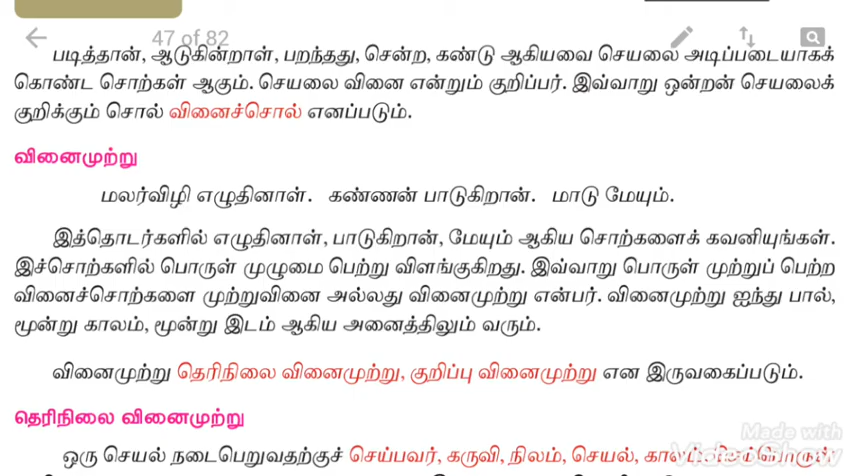 47 of 82
படித்தான், ஆடுகின்றாள், பறந்தது, சென்ற, கண்டு ஆகியவை செயலை அடிப்படையாகக்
கொண்ட சொற்கள் ஆகும். செயலை வினை என்றும் குறிப்பர். இவ்வாறு ஒன்றன் செயலைக்
குறிக்கும் சொல் வினைச்சொல் எனப்படும்.
வினைமுற்று
மலர்விழி எழுதினாள். கண்ணன் பாடுகிறான். மாடு மேயும்.
இத்தொடர்களில் எழுதினாள், பாடுகிறான், மேயும் ஆகிய சொற்களைக் கவனியுங்கள்.
இச்சொற்களில் பொருள் முழுமை பெற்று விளங்குகிறது. இவ்வாறு பொருள் முற்றுப் பெற்ற
வினைச்சொற்களை முற்றுவினை அல்லது வினைமுற்று என்பர். வினைமுற்று ஐந்து பால்,
மூன்று காலம், மூன்று இடம் ஆகிய அனைத்திலும் வரும்.
வினைமுற்று தெரிநிலை வினைமுற்று, குறிப்பு வினைமுற்று என இருவகைப்படும்.
தெரிநிலை வினைமுற்று
Made with
ஒரு செயல் நடைபெறுவதற்குச் செய்பவர், கருவி, நிலம், செயல், காலம்,
VideoShow